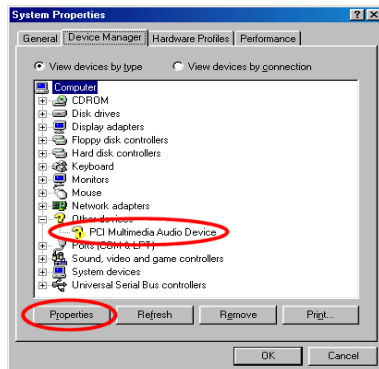 System Properties
General Device Manager Hardware Profiles Performance
View devices by type View devices by connection
Computer
CDROM
Disk drives
Display adapters
Floppy disk controllers
Hard disk controllers
Keyboard
Monitors
Mouse
Network adapters
Other devices
PCI Multimedia Audio Device
Ports (COM & LPT)
Sound, video and game controllers
System devices
Universal Serial Bus controllers
Properties Refresh Remove Print...
OK Cancel